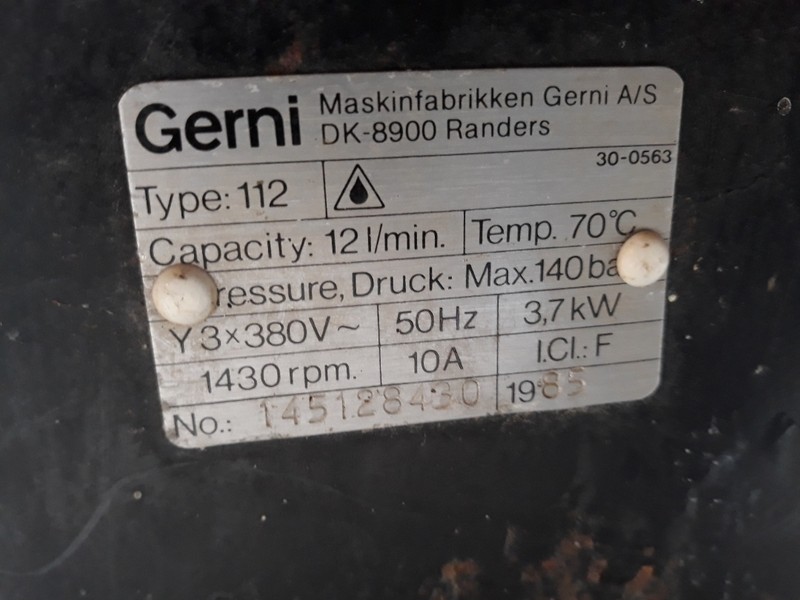 Gerni Maskinfabrikken Gerni A/S
DK-8900 Randers
30-0563
Type: 112
Capacity: 12 l/min. Temp. 70°C
ressure, Druck: Max. 140 ba
Y 3×380V~ 50Hz 3,7 kW
1430 rpm. 10A I.Cl.: F
No.: 145128430 1985